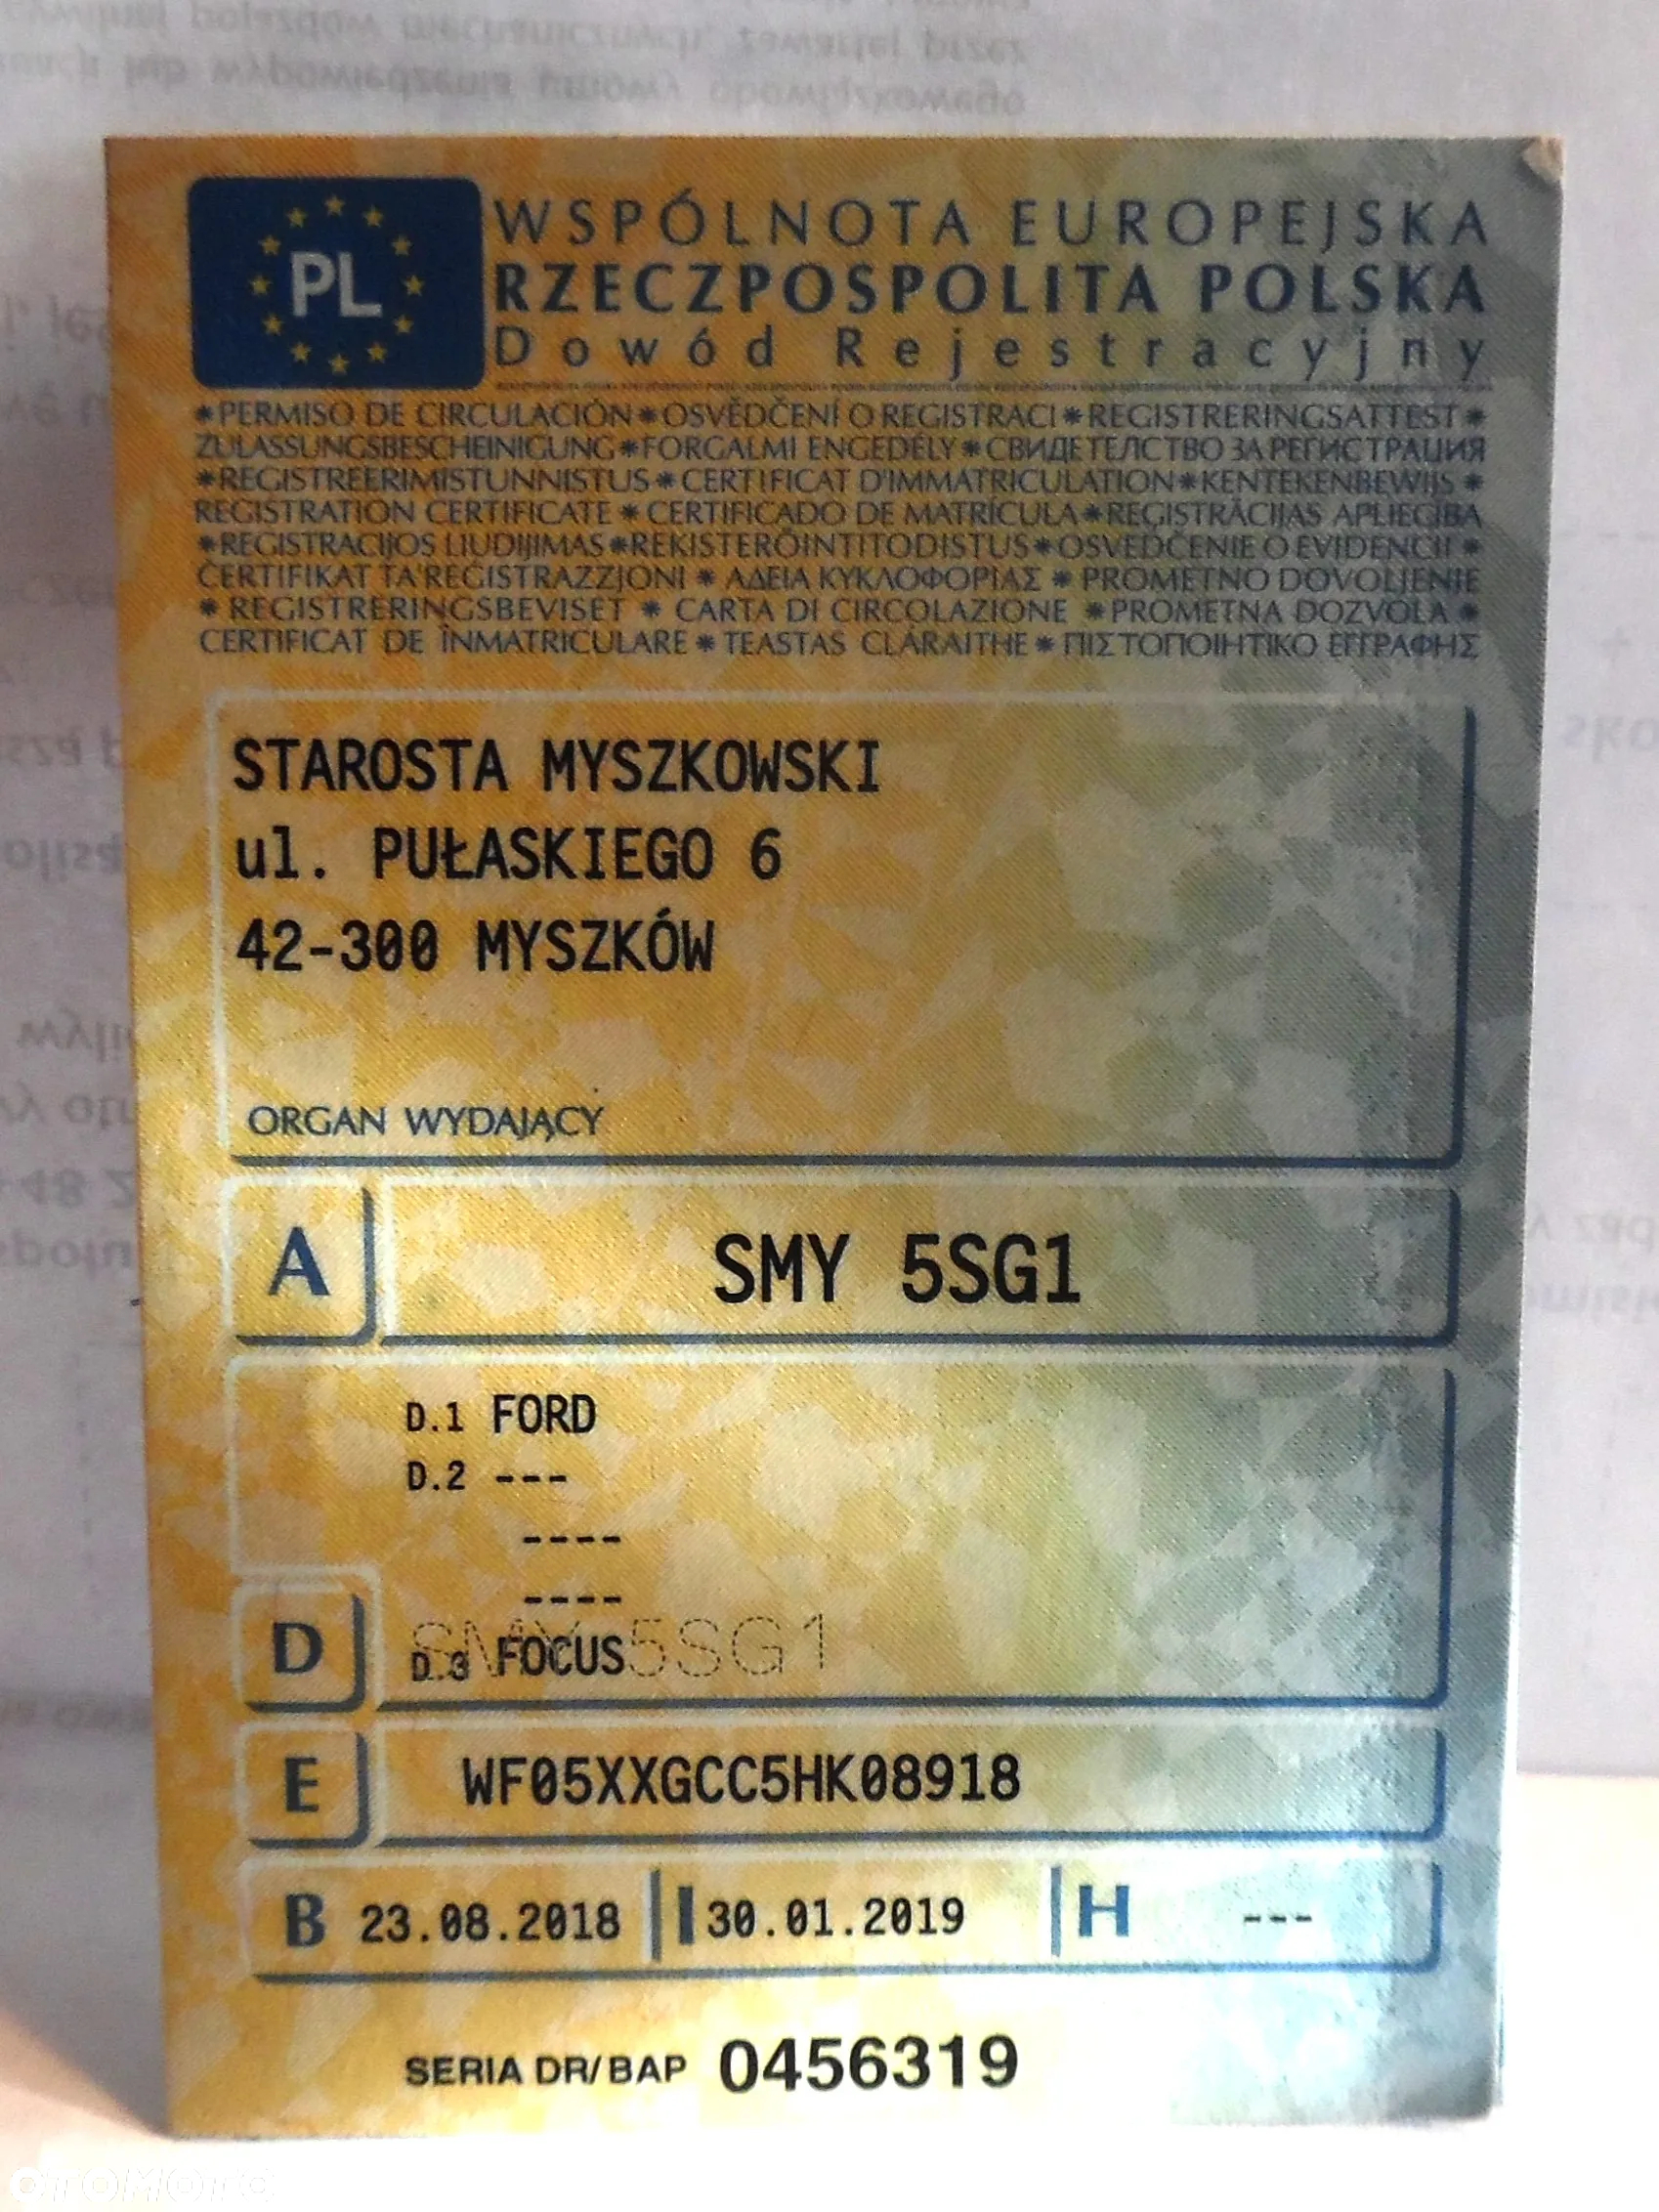 PL
WSPÓLNOTA EUROPEJSKA
RZECZPOSPOLITA POLSKA
Dowód Rejestracyjny
*PERMISO DE CIRCULACIÓN*OSVĚDČENÍ O REGISTRACI*REGISTRERINGSATTEST*
ZULASSUNGSBESCHEINIGUNG*FORGALMI ENGEDÉLY*СВИДЕТЕЛСТВО ЗА РЕГИСТРАЦИЯ
*REGISTREERIMISTUNNISTUS*CERTIFICAT D'IMMATRICULATION*KENTEKENBEWIJS*
REGISTRATION CERTIFICATE*CERTIFICADO DE MATRÍCULA*REĢISTRĀCIJAS APLIECĪBA
*REGISTRACIJOS LIUDIJIMAS*REKISTERÖINTITODISTUS*OSVEDČENIE O EVIDENCII*
ĊERTIFIKAT TA'REĠISTRAZZJONI * ΑΔΕΙΑ ΚΥΚΛΟΦΟΡΙΑΣ * PROMETNO DOVOLJENJE
* REGISTRERINGSBEVISET * CARTA DI CIRCOLAZIONE *PROMETNA DOZVOLA*
CERTIFICAT DE ÎNMATRICULARE*TEASTAS CLÁRAITHE*ΠΙΣΤΟΠΟΙΗΤΙΚΟ ΕΓΓΡΑΦΗΣ
STAROSTA MYSZKOWSKI
ul. PUŁASKIEGO 6
42-300 MYSZKÓW
ORGAN WYDAJĄCY
A SMY 5SG1
D.1 FORD
D.2 ---
----
----
SMY 5SG1
D D.3 FOCUS
E WF05XXGCC5HK08918
B 23.08.2018 I 30.01.2019 H ---
SERIA DR/BAP 0456319
OTOMOTO